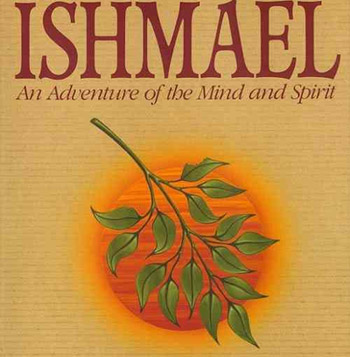 ISHMAEL
An Adventure of the Mind and Spirit